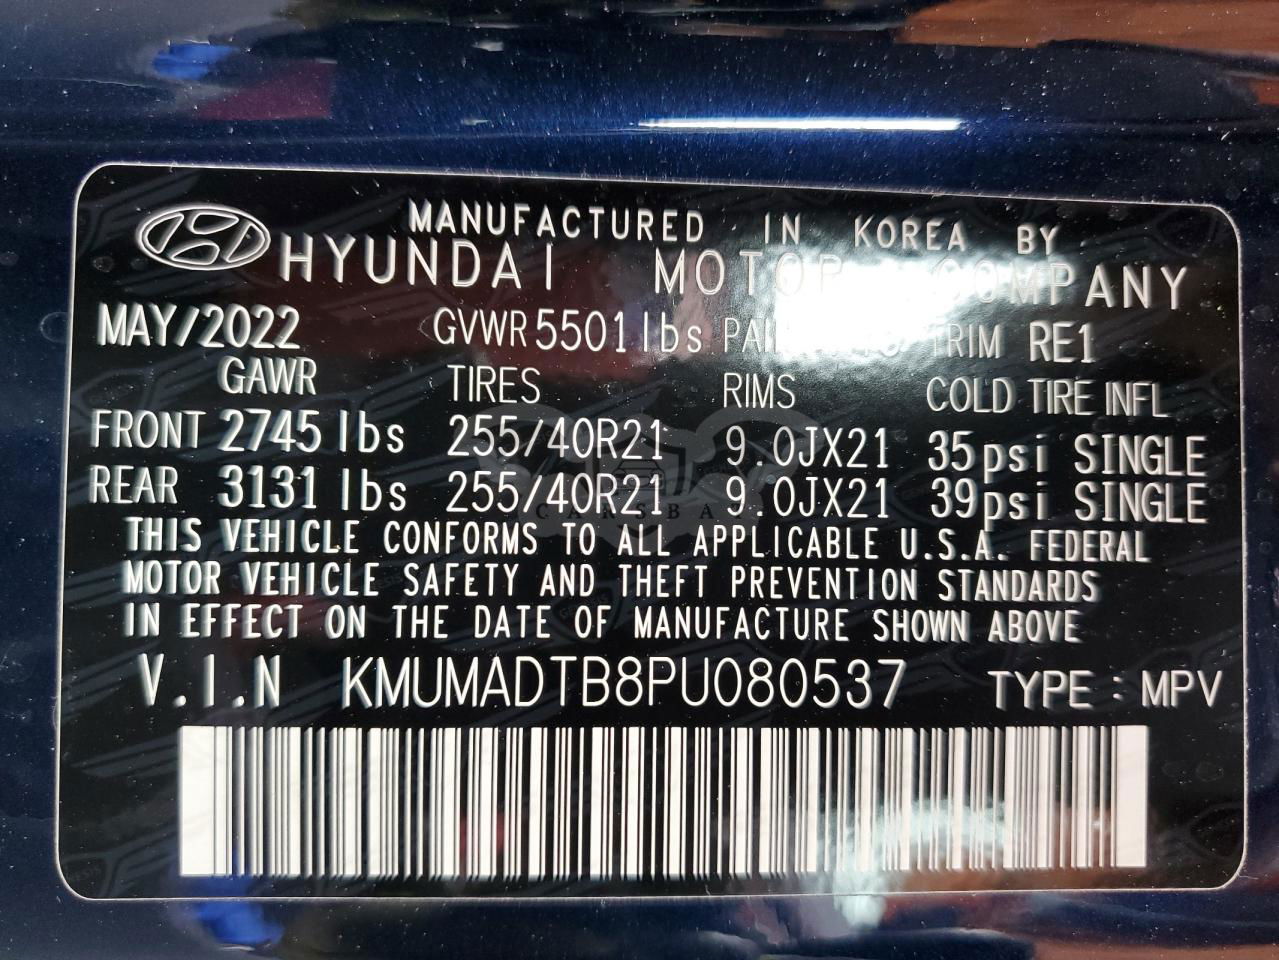 MANUFACTURED IN KOREA BY
HYUNDAI MOTOR COMPANY
MAY/2022 GVWR 5501 lbs TRIM RE1
GAWR TIRES RIMS COLD TIRE INFL
FRONT 2745 lbs 255/40R21 9.0JX21 35psi SINGLE
REAR 3131 lbs 255/40R21 9.0JX21 39psi SINGLE
CARSBA
THIS VEHICLE CONFORMS TO ALL APPLICABLE U.S.A. FEDERAL
MOTOR VEHICLE SAFETY AND THEFT PREVENTION STANDARDS
IN EFFECT ON THE DATE OF MANUFACTURE SHOWN ABOVE
V.I.N KMUMADTB8PU080537 TYPE : MPV